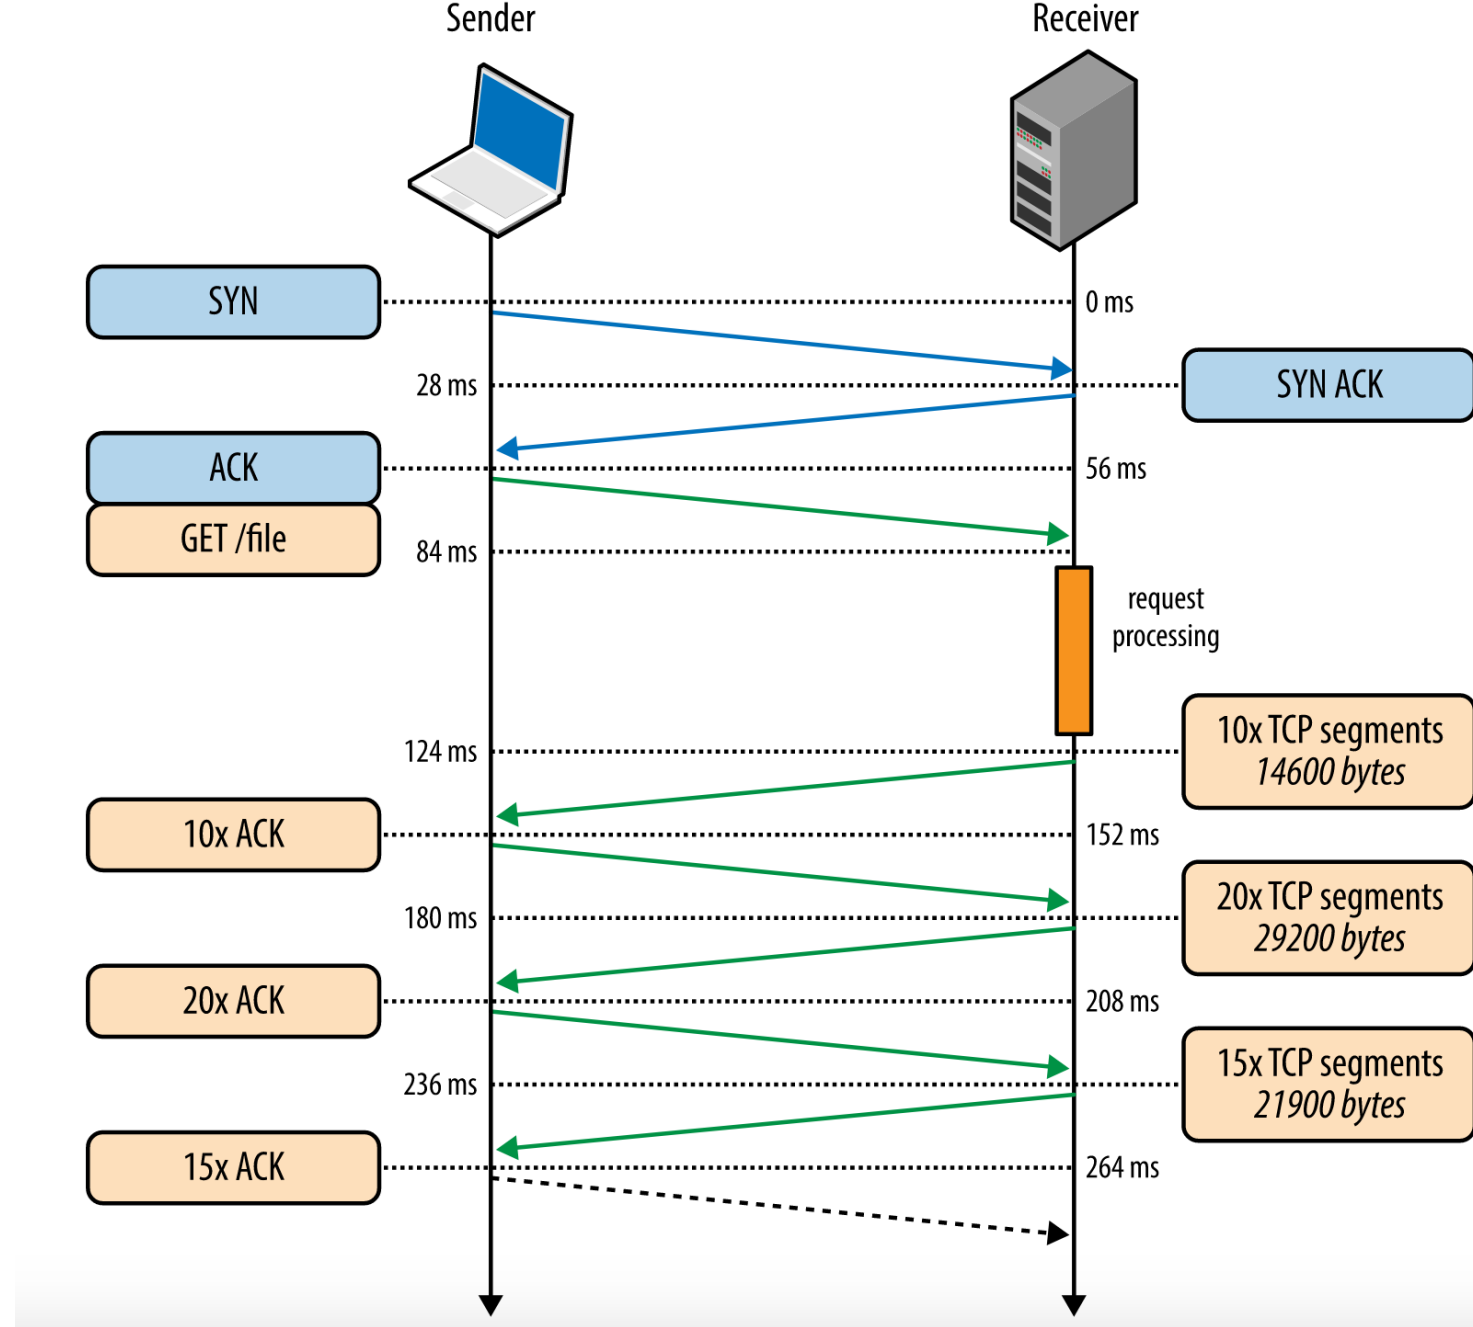 Sender
Receiver
SYN
0 ms
28 ms
SYN ACK
ACK
56 ms
GET /file
84 ms
request
processing
10x TCP segments
14600 bytes
124 ms
10x ACK
152 ms
20x TCP segments
29200 bytes
180 ms
20x ACK
208 ms
15x TCP segments
21900 bytes
236 ms
15x ACK
264 ms